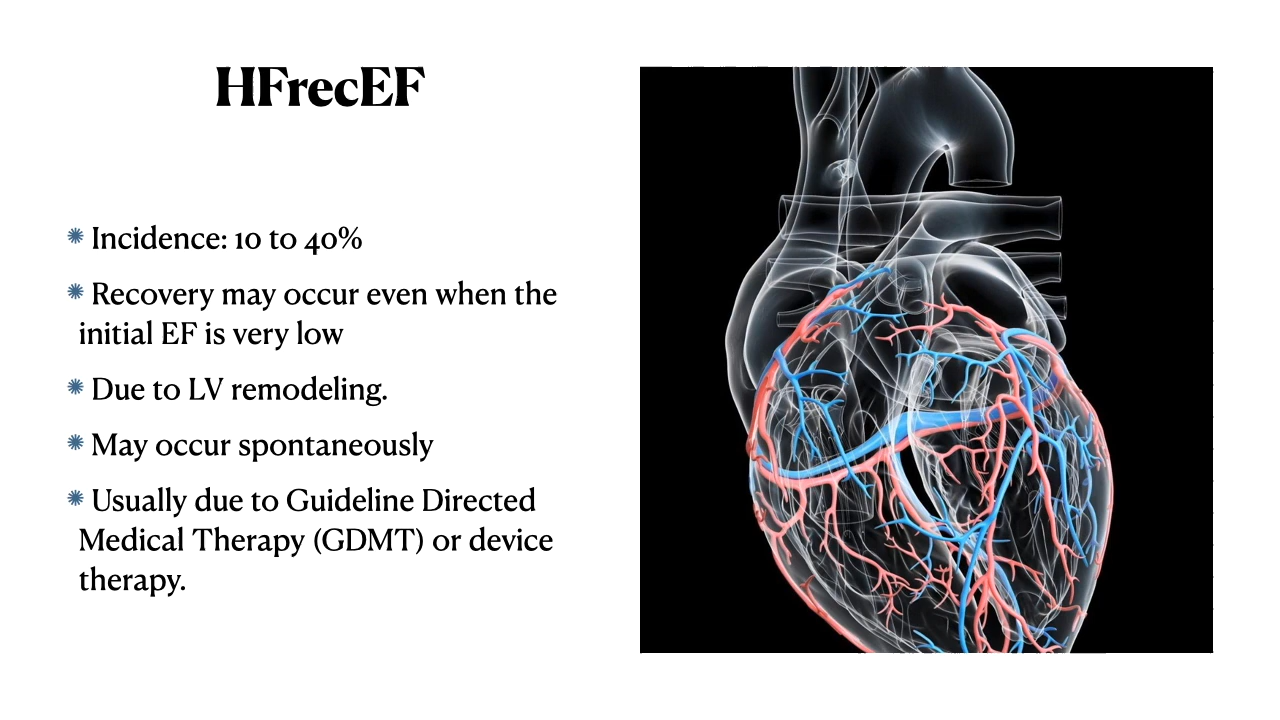 HFrecEF
Incidence: 10 to 40%
Recovery may occur even when the
initial EF is very low
Due to LV remodeling.
May occur spontaneously
Usually due to Guideline Directed
Medical Therapy (GDMT) or device
therapy.